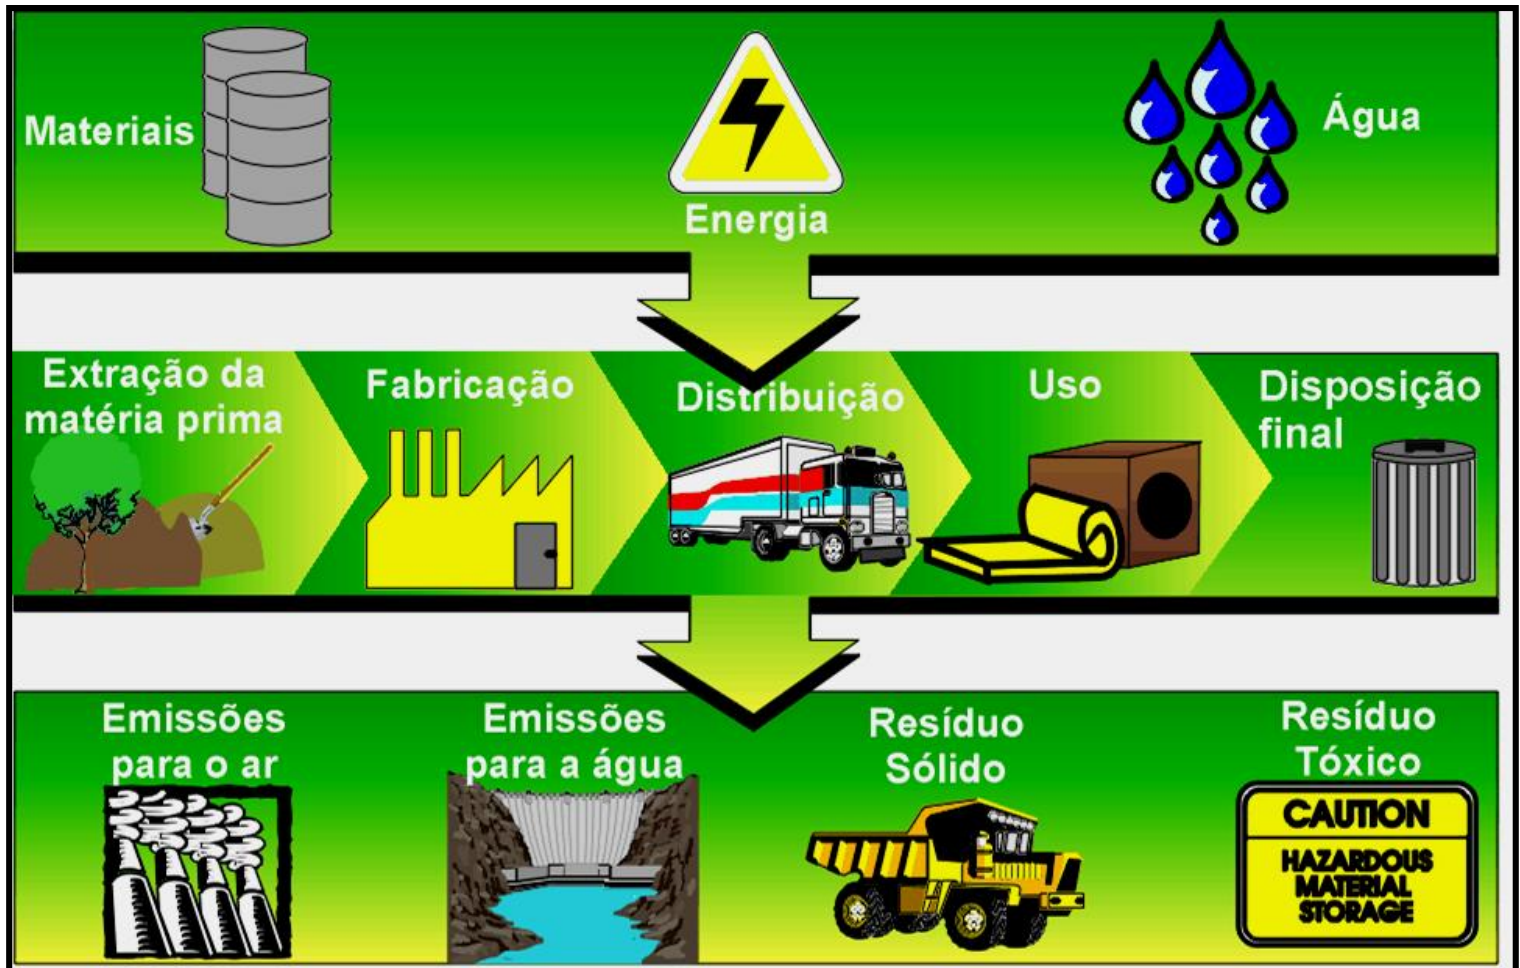 Materiais
Energia
Água
Extração da
matéria prima
Fabricação
Distribuição
Uso
Disposição
final
Emissões
para o ar
Emissões
para a água
Resíduo
Sólido
Resíduo
Tóxico
CAUTION
HAZARDOUS
MATERIAL
STORAGE